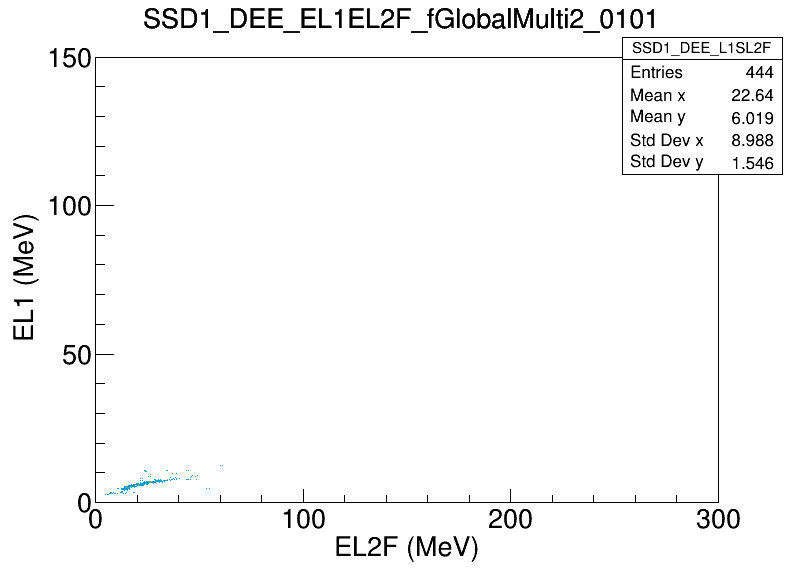 SSD1_DEE_EL1EL2F_fGlobalMulti2_0101
SSD1_DEE_L1SL2F
Entries 444
Mean x 22.64
Mean y 6.019
Std Dev x 8.988
Std Dev y 1.546
150
100
50
0
EL1 (MeV)
0 100 200 300
EL2F (MeV)